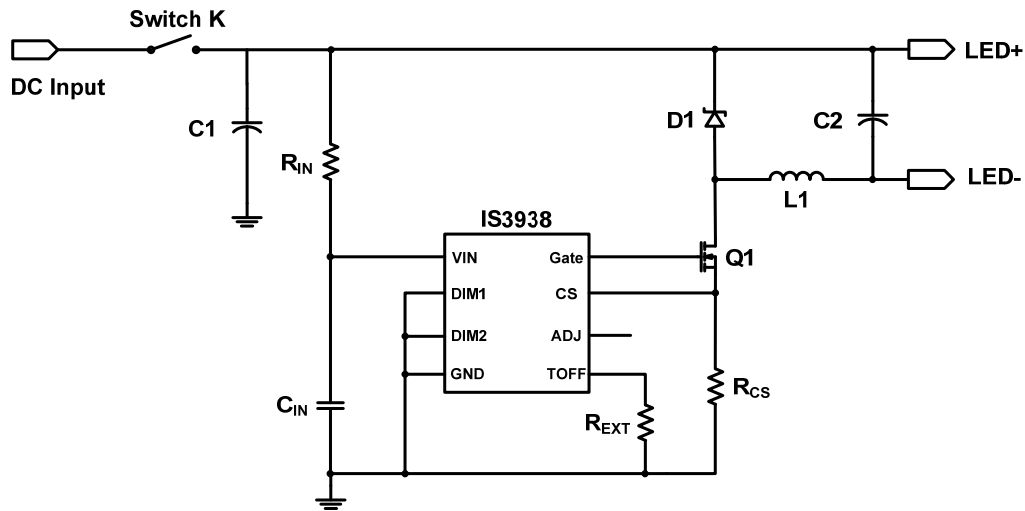 Switch K
DC Input
C1
RIN
D1
C2
LED+
LED-
L1
IS3938
VIN
Gate
Q1
DIM1
CS
DIM2
ADJ
GND
TOFF
CIN
REXT
RCS